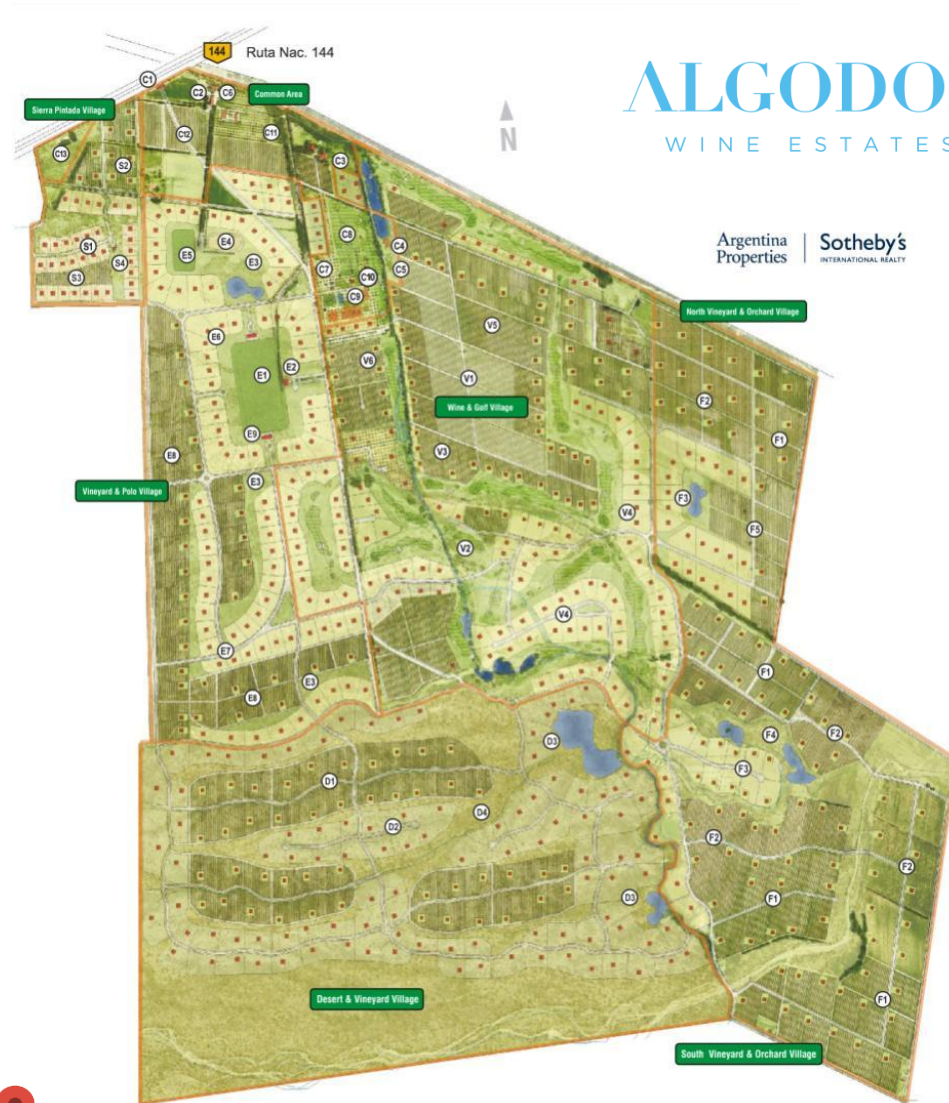 144 Ruta Nac. 144
ALGODO
WINE ESTATES
Argentina
Properties
Sotheby's
INTERNATIONAL REALTY
N
Sierra Pintada Village
Common Area
North Vineyard & Orchard Village
Wine & Golf Village
Vineyard & Polo Village
Desert & Vineyard Village
South Vineyard & Orchard Village
C1
C2
C6
C12
C11
C13
S2
C3
S1
S3
S4
E5
E4
E3
C8
C7
C10
C9
C4
C5
E6
E1
E2
E9
V6
V5
V1
V3
F2
F1
E8
E3
F3
F5
V4
V2
V4
E7
E8
E3
F1
F2
F4
F3
D3
D1
D2
D4
D3
F2
F2
F1
F1